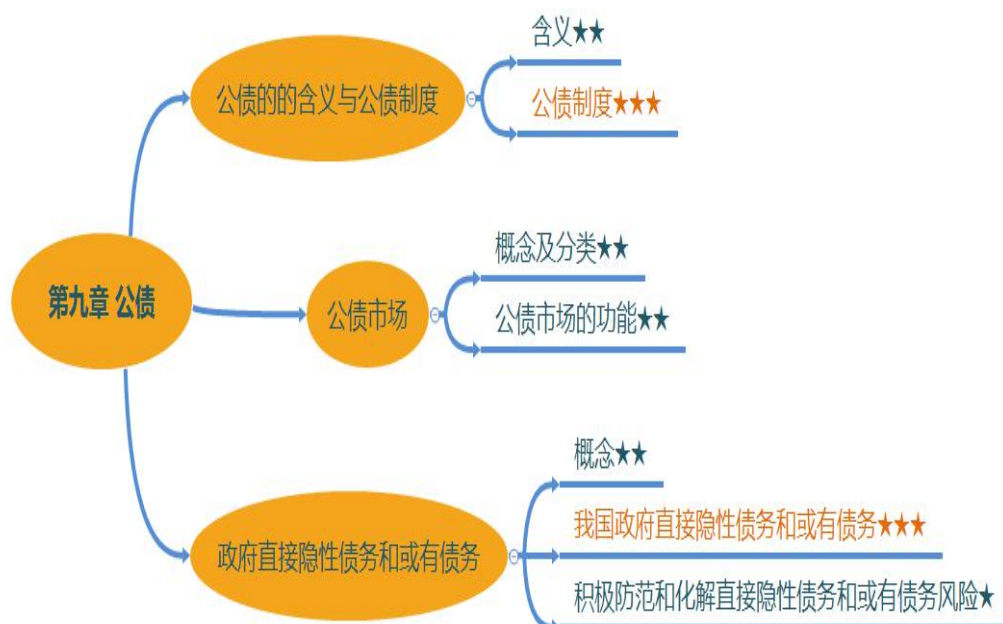 第九章 公债
公债的的含义与公债制度
含义★★
公债制度★★★
公债市场
概念及分类★★
公债市场的功能★★
政府直接隐性债务和或有债务
概念★★
我国政府直接隐性债务和或有债务★★★
积极防范和化解直接隐性债务和或有债务风险★